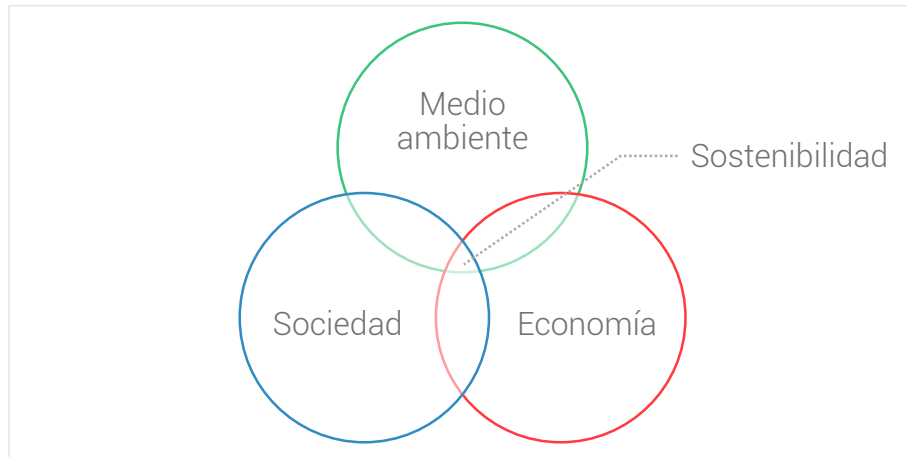 Medio
ambiente
Sostenibilidad
Sociedad
Economía